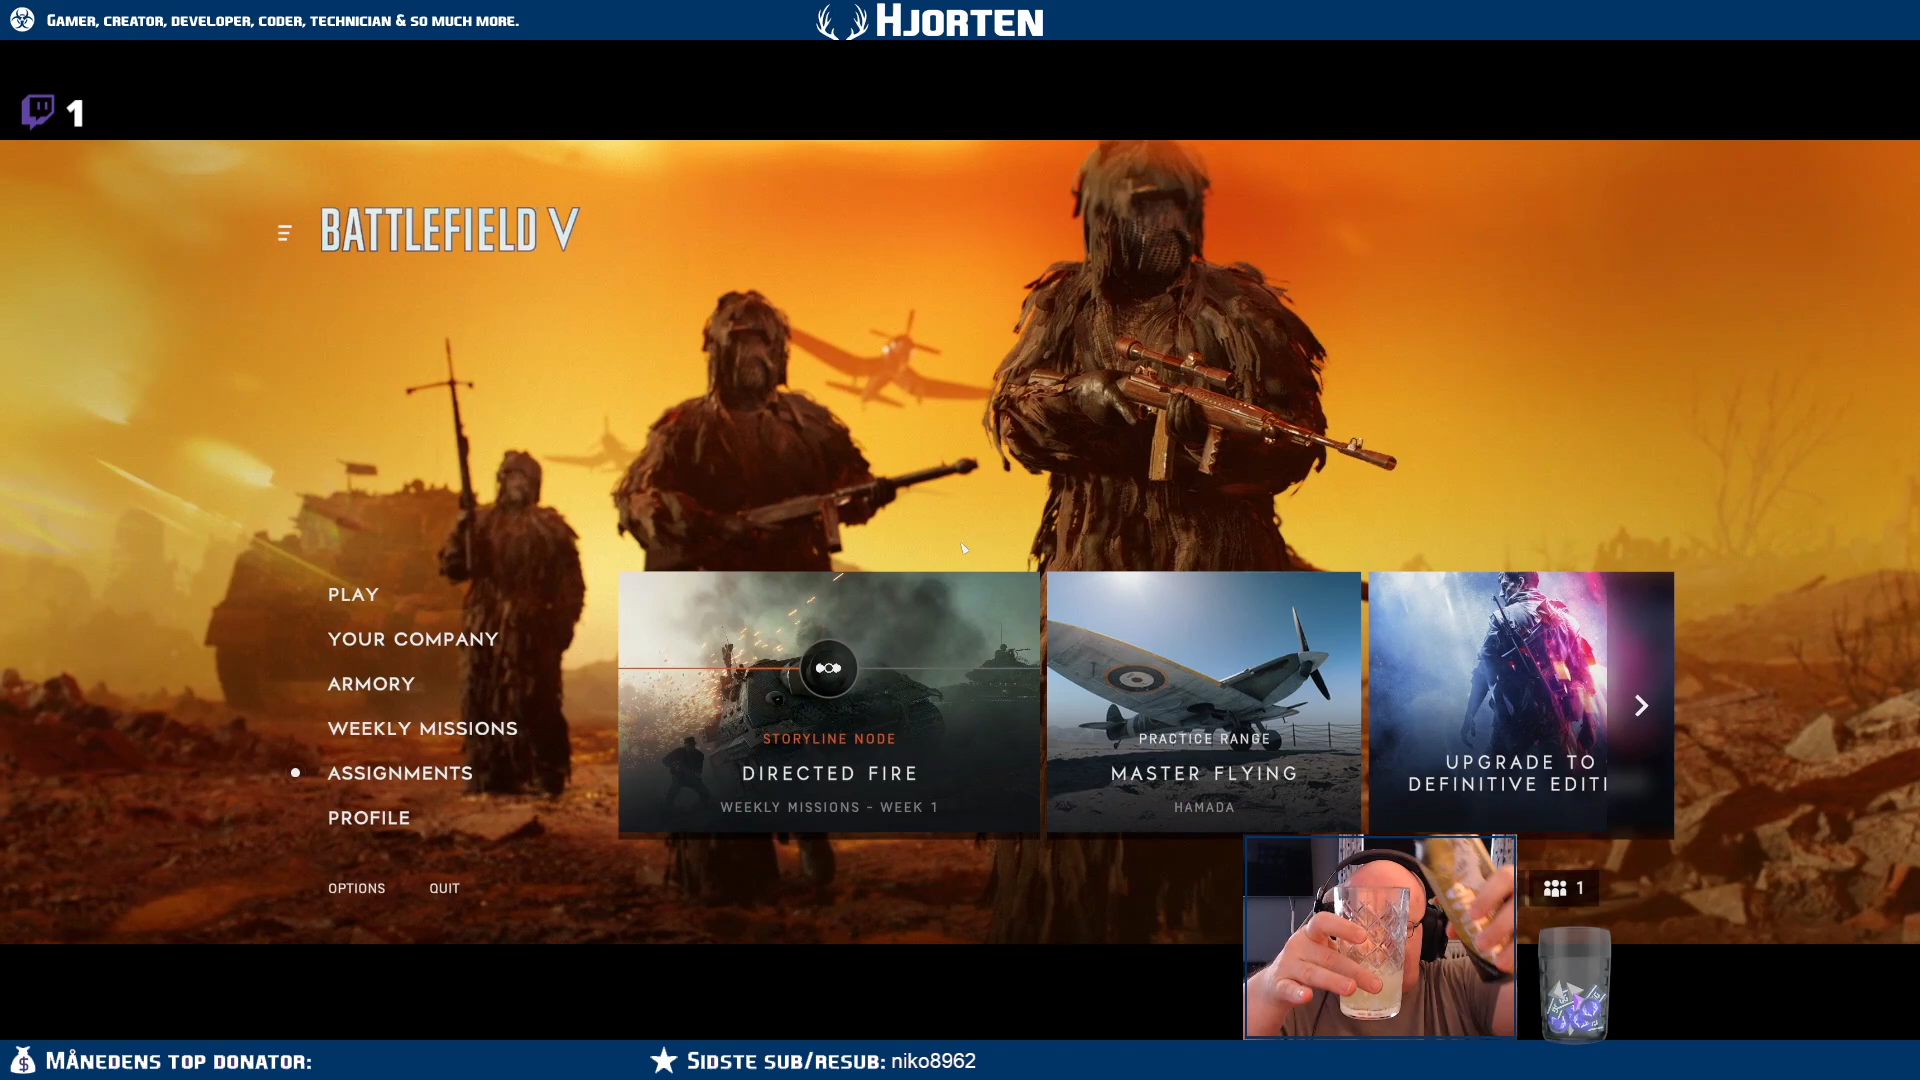 GAMER, CREATOR, DEVELOPER, CODER, TECHNICIAN & SO MUCH MORE.
HJORTEN
1
BATTLEFIELD V
PLAY
YOUR COMPANY
ARMORY
WEEKLY MISSIONS
ASSIGNMENTS
PROFILE
OPTIONS
QUIT
STORYLINE NODE
DIRECTED FIRE
WEEKLY MISSIONS - WEEK 1
PRACTICE RANGE
MASTER FLYING
HAMADA
UPGRADE TO
DEFINITIVE EDITI
1
MÅNEDENS TOP DONATOR:
SIDSTE SUB/RESUB: niko8962